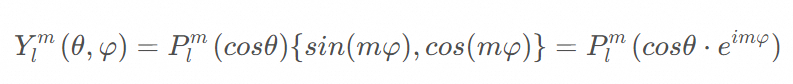 Y_l^m (θ, φ) = P_l^m (cosθ){sin(mφ), cos(mφ)} = P_l^m (cosθ · e^{imφ})